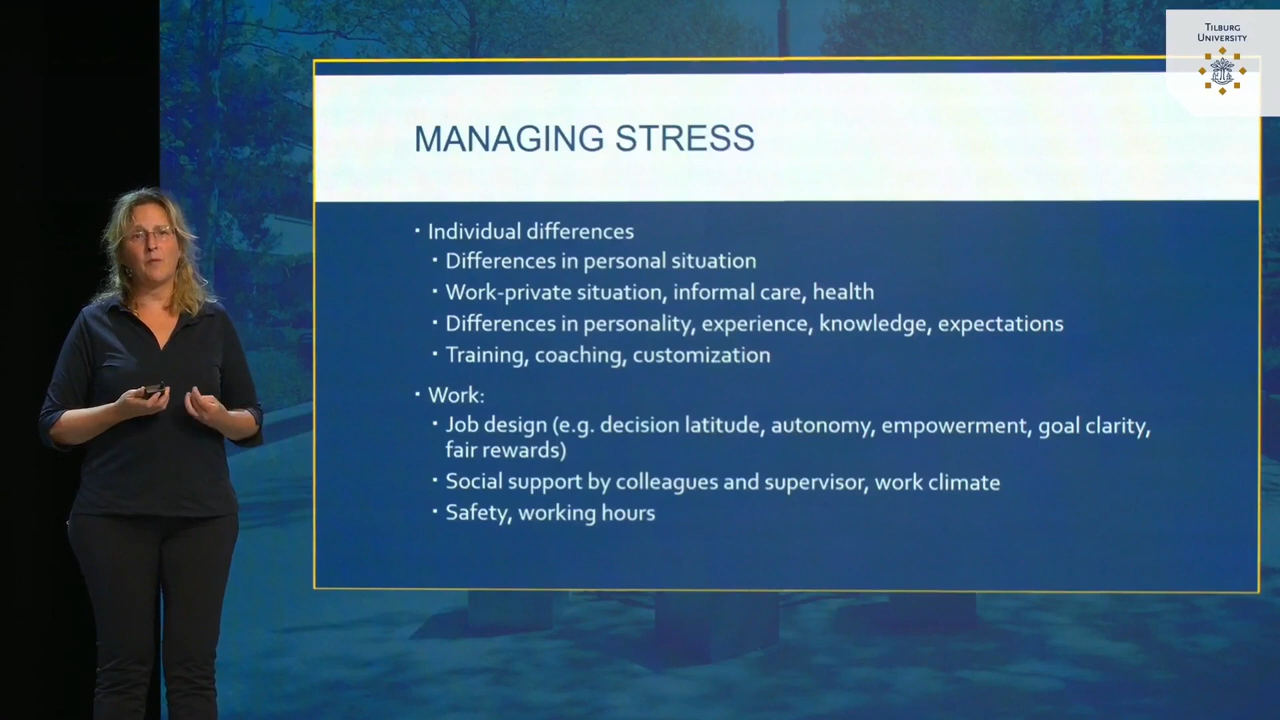 TILBURG
UNIVERSITY
MANAGING STRESS
▪ Individual differences
▪ Differences in personal situation
▪ Work-private situation, informal care, health
▪ Differences in personality, experience, knowledge, expectations
▪ Training, coaching, customization
▪ Work:
▪ Job design (e.g. decision latitude, autonomy, empowerment, goal clarity,
fair rewards)
▪ Social support by colleagues and supervisor, work climate
▪ Safety, working hours